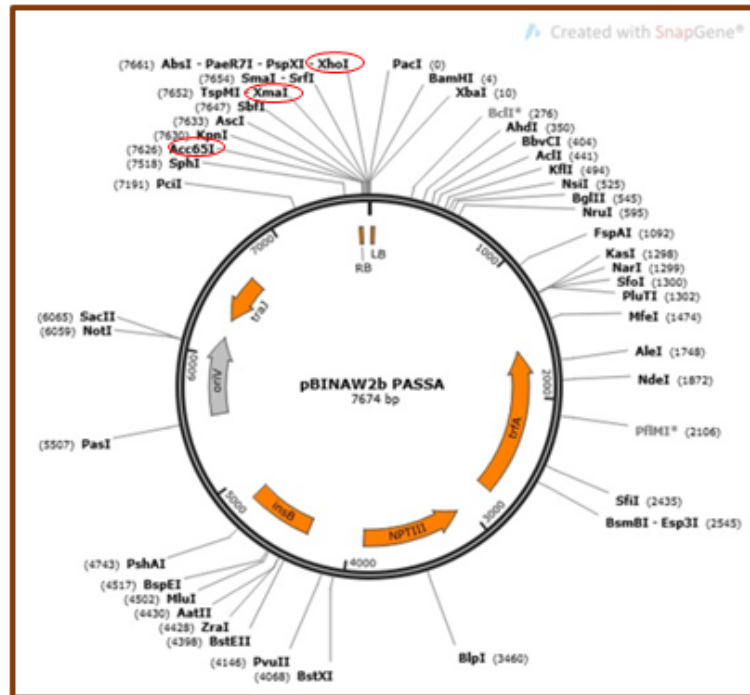 Created with SnapGene®
(7661) AbsI - PaeR7I - PspXI - XhoI
(7654) SmaI - SrfI
(7652) TspMI - XmaI
(7647) SbfI
(7633) AscI
(7630) KpnI
(7626) Acc65I
(7518) SphI
(7191) PciI
PacI (0)
BamHI (4)
XbaI (10)
BclI* (276)
AhdI (350)
BbvCI (404)
AclI (441)
KflI (494)
NsiI (525)
BglII (545)
NruI (595)
FspAI (1092)
KasI (1298)
NarI (1299)
SfoI (1300)
PluTI (1302)
MfeI (1474)
AleI (1748)
NdeI (1872)
PflMI* (2106)
SfiI (2435)
BsmBI - Esp3I (2545)
BlpI (3460)
(6065) SacII
(6059) NotI
(5507) PasI
(4743) PshAI
(4517) BspEI
(4502) MluI
(4430) AatII
(4428) ZraI
(4398) BstEII
(4146) PvuII
(4068) BstXI
RB
LB
traJ
oriV
insB
NPTIII
trfA
1000
2000
3000
4000
5000
6000
7000
pBINAW2b PASSA
7674 bp